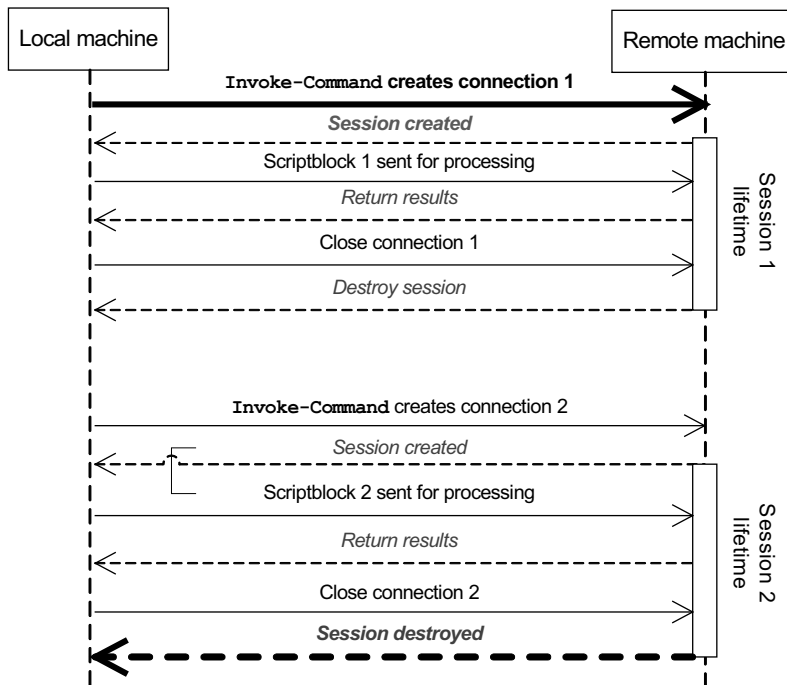 Local machine
Remote machine
Invoke-Command creates connection 1
Session created
Scriptblock 1 sent for processing
Return results
Close connection 1
Destroy session
Session 1
lifetime
Invoke-Command creates connection 2
Session created
Scriptblock 2 sent for processing
Return results
Close connection 2
Session destroyed
Session 2
lifetime